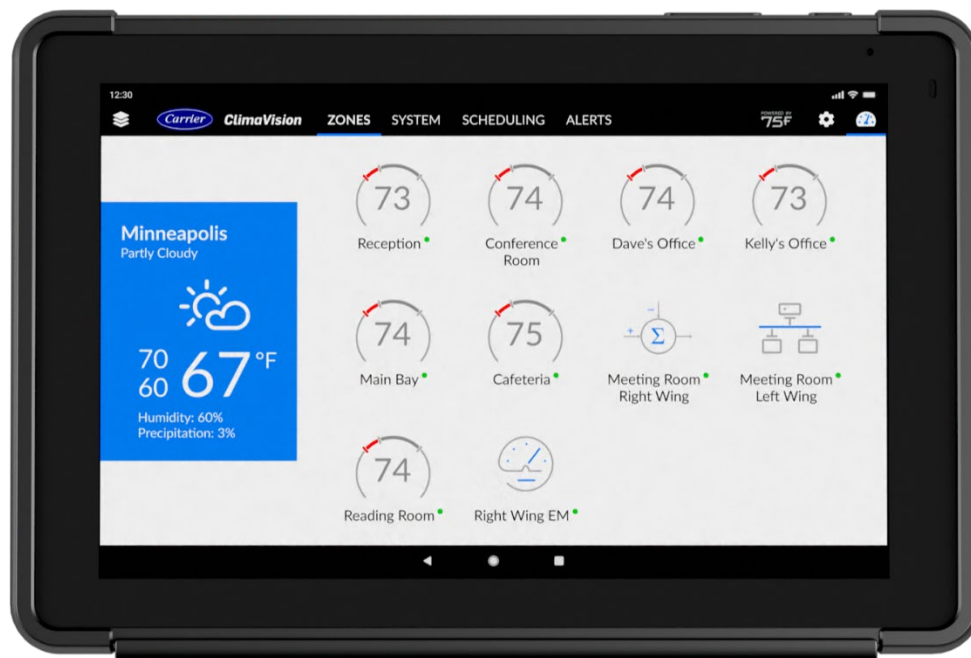 12:30
Carrier ClimaVision ZONES SYSTEM SCHEDULING ALERTS POWERED BY 75F
Minneapolis
Partly Cloudy
70
60
67 °F
Humidity: 60%
Precipitation: 3%
73 74 74 73
Reception Conference Dave's Office Kelly's Office
Room
74 75 − + Σ
Main Bay Cafeteria Meeting Room Meeting Room
Right Wing Left Wing
74
Reading Room Right Wing EM